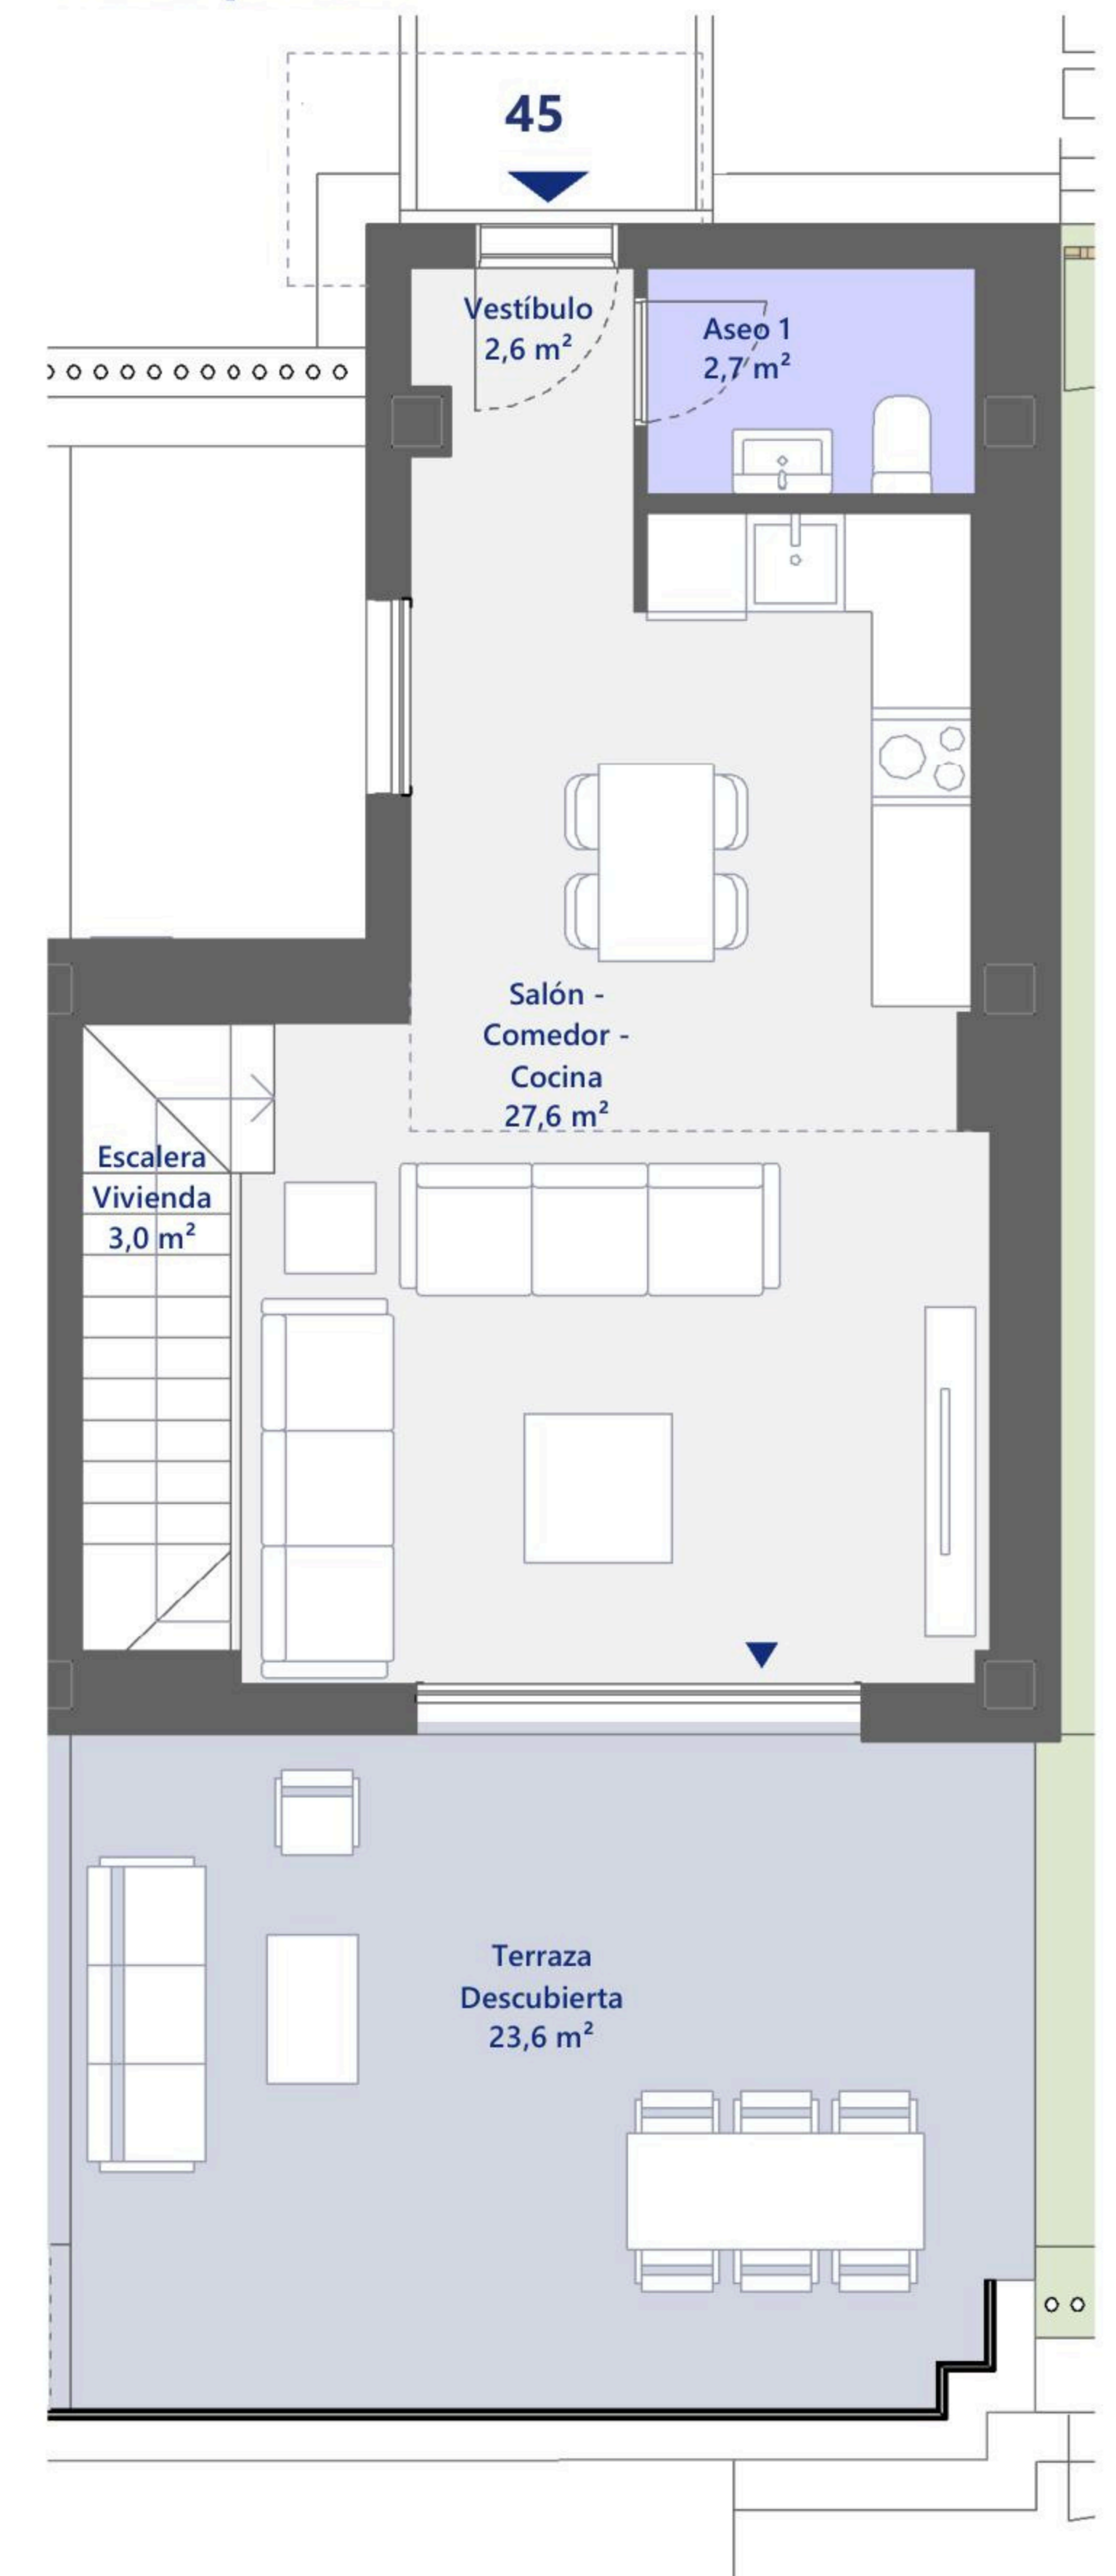 45
Vestíbulo
2,6 m²
Aseo 1
2,7 m²
Salón -
Comedor -
Cocina
27,6 m²
Escalera
Vivienda
3,0 m²
Terraza
Descubierta
23,6 m²